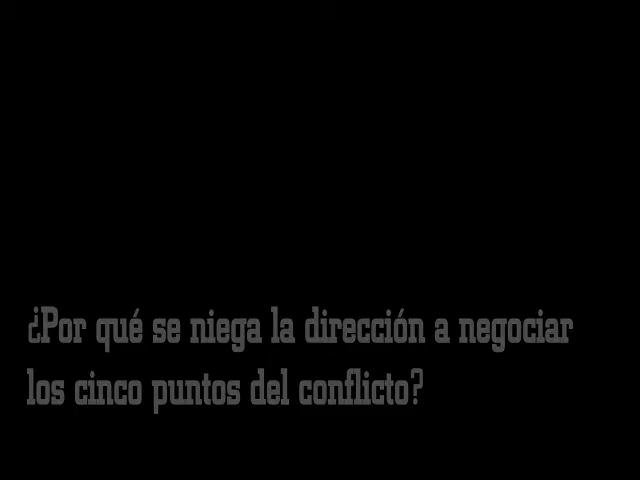 ¿Por qué se niega la dirección a negociar
los cinco puntos del conflicto?